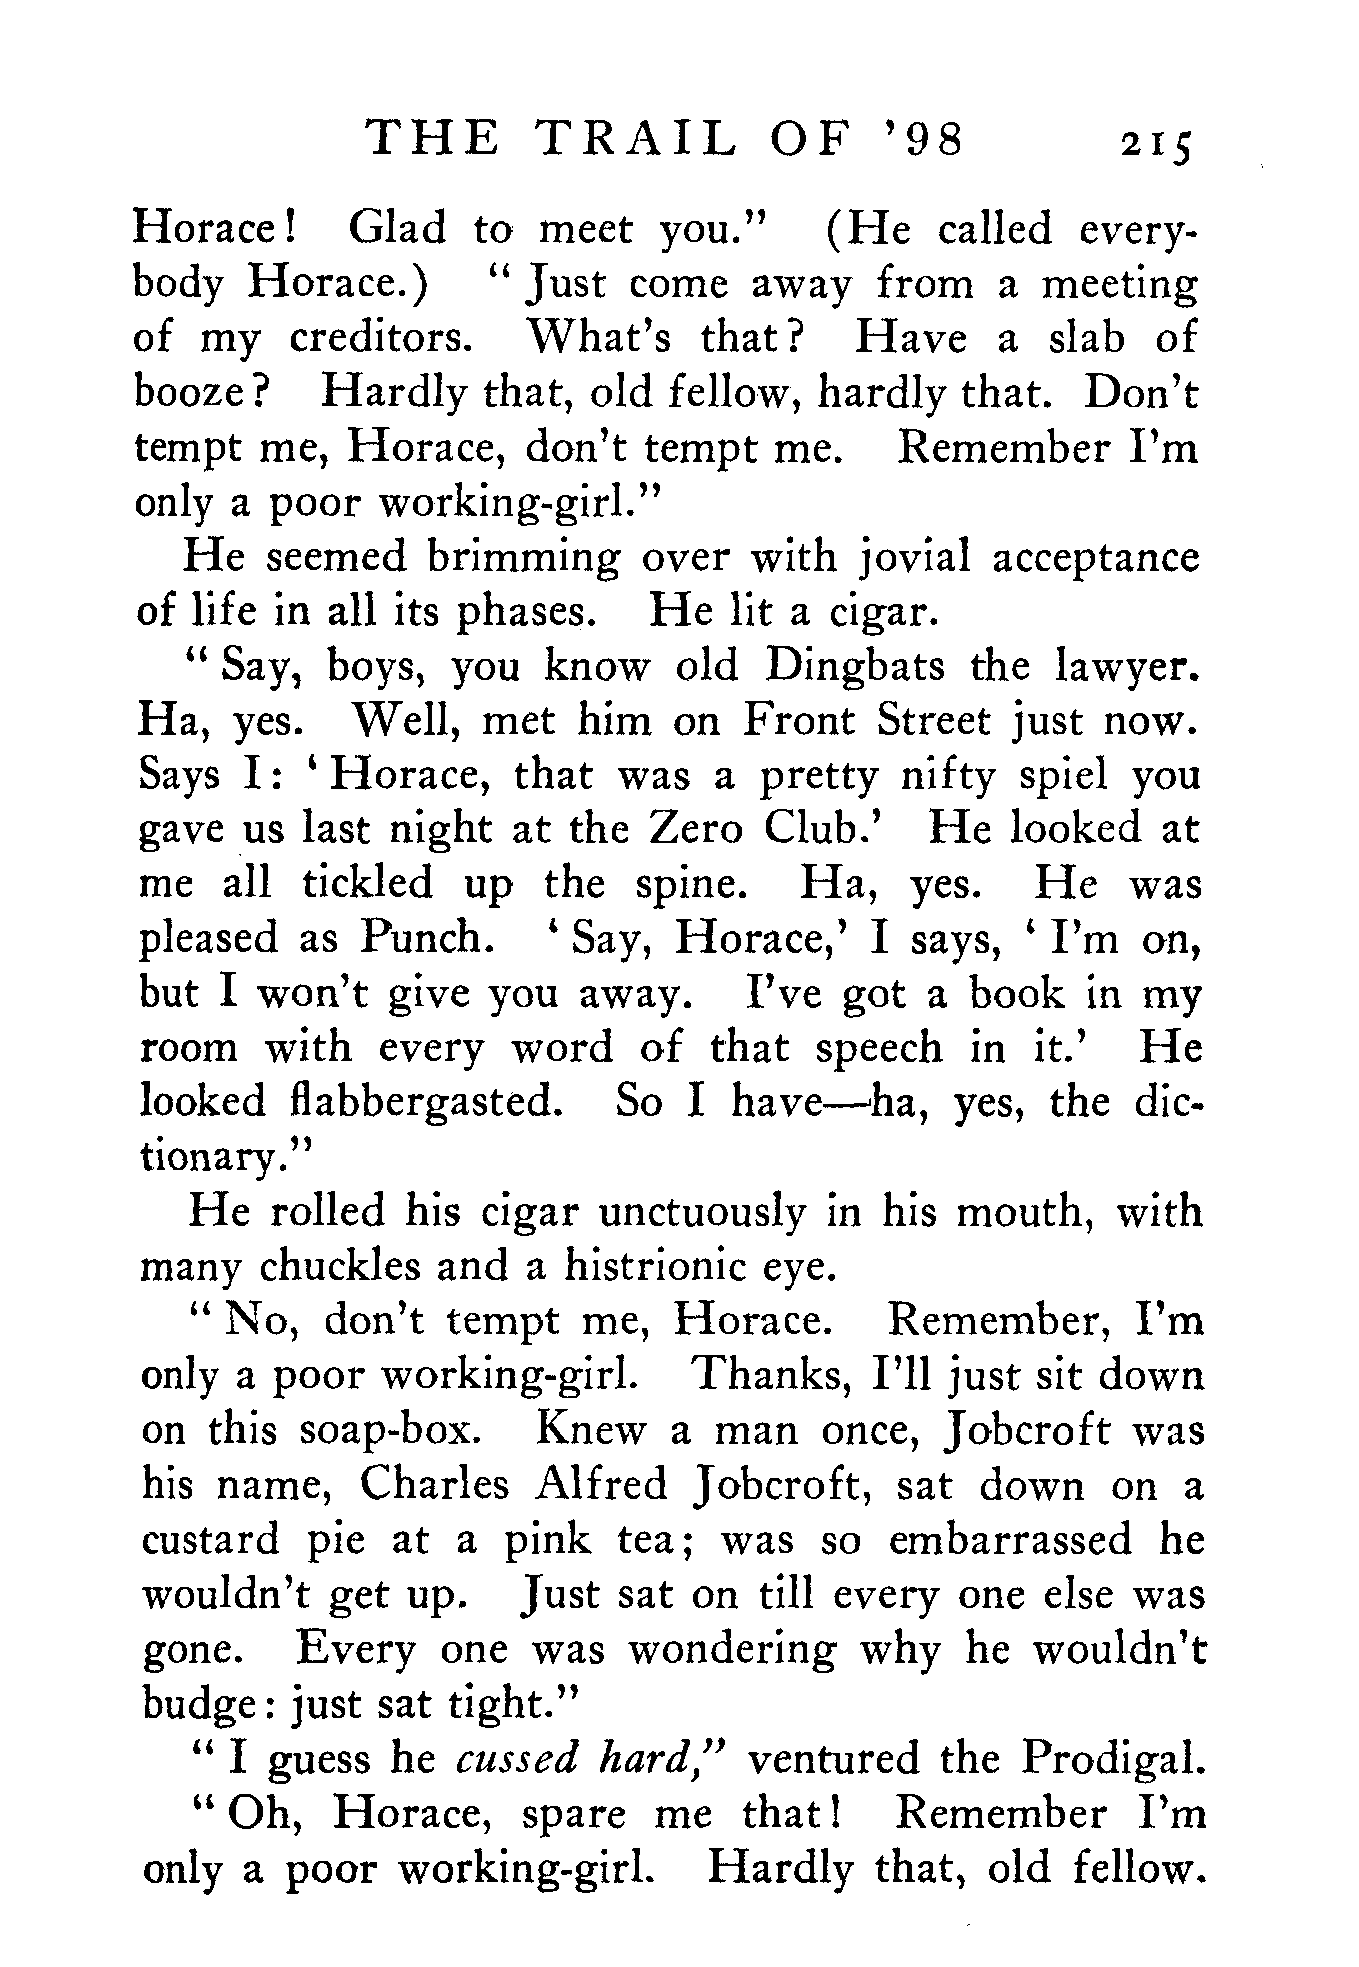 THE TRAIL OF '98 215
Horace! Glad to meet you." (He called every-
body Horace.) "Just come away from a meeting
of my creditors. What's that? Have a slab of
booze? Hardly that, old fellow, hardly that. Don't
tempt me, Horace, don't tempt me. Remember I'm
only a poor working-girl."
He seemed brimming over with jovial acceptance
of life in all its phases. He lit a cigar.
"Say, boys, you know old Dingbats the lawyer.
Ha, yes. Well, met him on Front Street just now.
Says I: 'Horace, that was a pretty nifty spiel you
gave us last night at the Zero Club.' He looked at
me all tickled up the spine. Ha, yes. He was
pleased as Punch. 'Say, Horace,' I says, 'I'm on,
but I won't give you away. I've got a book in my
room with every word of that speech in it.' He
looked flabbergasted. So I have—ha, yes, the dic-
tionary."
He rolled his cigar unctuously in his mouth, with
many chuckles and a histrionic eye.
"No, don't tempt me, Horace. Remember, I'm
only a poor working-girl. Thanks, I'll just sit down
on this soap-box. Knew a man once, Jobcroft was
his name, Charles Alfred Jobcroft, sat down on a
custard pie at a pink tea; was so embarrassed he
wouldn't get up. Just sat on till every one else was
gone. Every one was wondering why he wouldn't
budge: just sat tight."
"I guess he cussed hard," ventured the Prodigal.
"Oh, Horace, spare me that! Remember I'm
only a poor working-girl. Hardly that, old fellow.